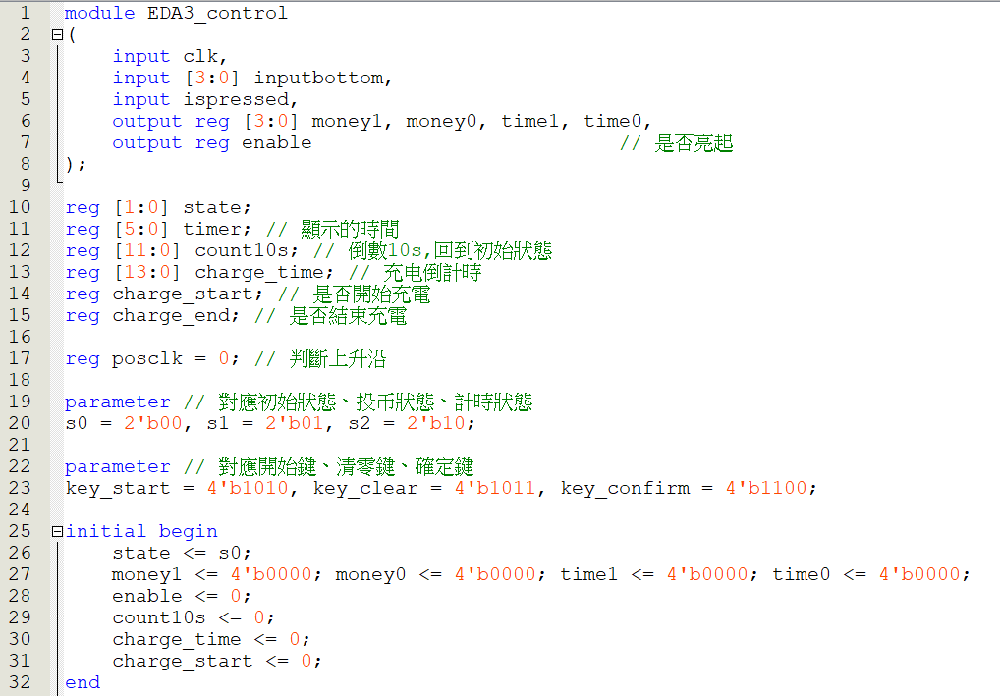 1 module EDA3_control
2 (
3 input clk,
4 input [3:0] inputbottom,
5 input ispressed,
6 output reg [3:0] money1, money0, time1, time0,
7 output reg enable // 是否亮起
8 );
9
10 reg [1:0] state;
11 reg [5:0] timer; // 顯示的時間
12 reg [11:0] count10s; // 倒數10s,回到初始狀態
13 reg [13:0] charge_time; // 充电倒計時
14 reg charge_start; // 是否開始充電
15 reg charge_end; // 是否結束充電
16
17 reg posclk = 0; // 判斷上升沿
18
19 parameter // 對應初始狀態、投币狀態、計時狀態
20 s0 = 2'b00, s1 = 2'b01, s2 = 2'b10;
21
22 parameter // 對應開始鍵、清零鍵、確定鍵
23 key_start = 4'b1010, key_clear = 4'b1011, key_confirm = 4'b1100;
24
25 initial begin
26 state <= s0;
27 money1 <= 4'b0000; money0 <= 4'b0000; time1 <= 4'b0000; time0 <= 4'b0000;
28 enable <= 0;
29 count10s <= 0;
30 charge_time <= 0;
31 charge_start <= 0;
32 end